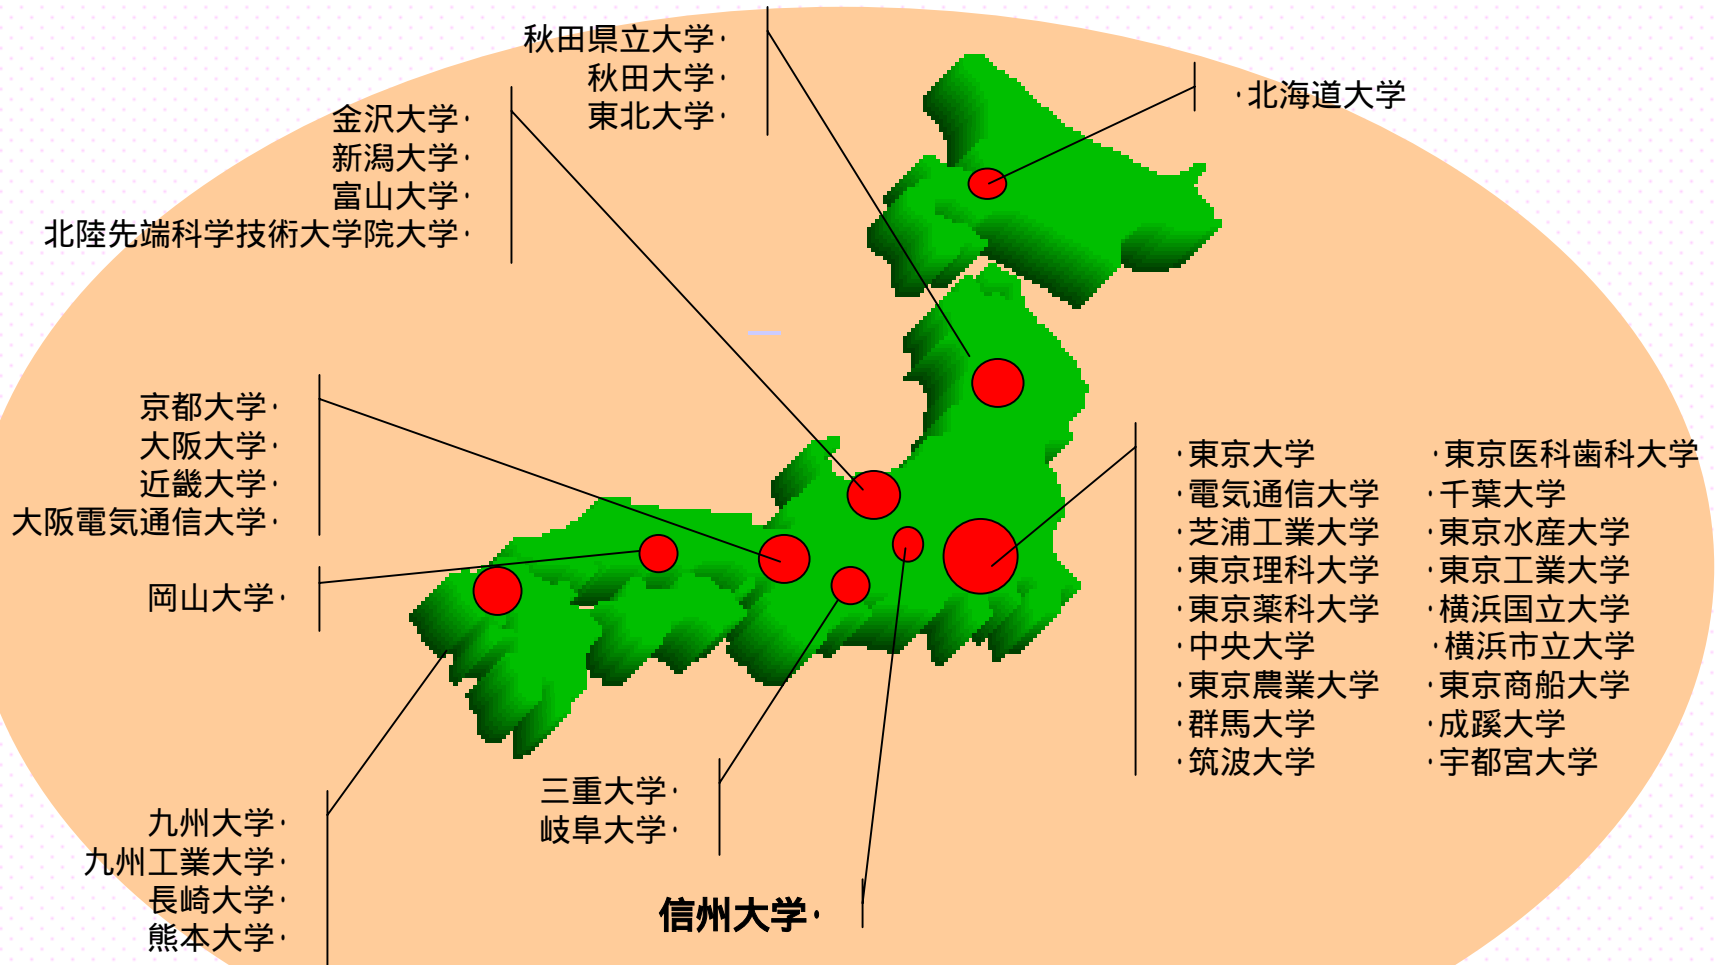 秋田県立大学・
秋田大学・
東北大学・
・北海道大学
金沢大学・
新潟大学・
富山大学・
北陸先端科学技術大学院大学・
京都大学・
大阪大学・
近畿大学・
大阪電気通信大学・
岡山大学・
・東京大学
・電気通信大学
・芝浦工業大学
・東京理科大学
・東京薬科大学
・中央大学
・東京農業大学
・群馬大学
・筑波大学
・東京医科歯科大学
・千葉大学
・東京水産大学
・東京工業大学
・横浜国立大学
・横浜市立大学
・東京商船大学
・成蹊大学
・宇都宮大学
三重大学・
岐阜大学・
信州大学・
九州大学・
九州工業大学・
長崎大学・
熊本大学・